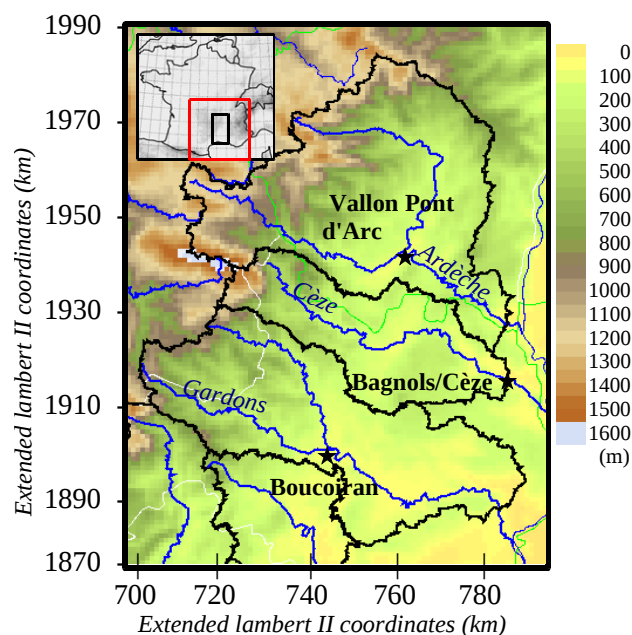 1990
1970
1950
1930
1910
1890
1870
Extended lambert II coordinates (km)
Vallon Pont
d'Arc
Ardèche
Cèze
Bagnols/Cèze
Gardons
Boucoiran
700
720
740
760
780
Extended lambert II coordinates (km)
0
100
200
300
400
500
600
700
800
900
1000
1100
1200
1300
1400
1500
1600
(m)